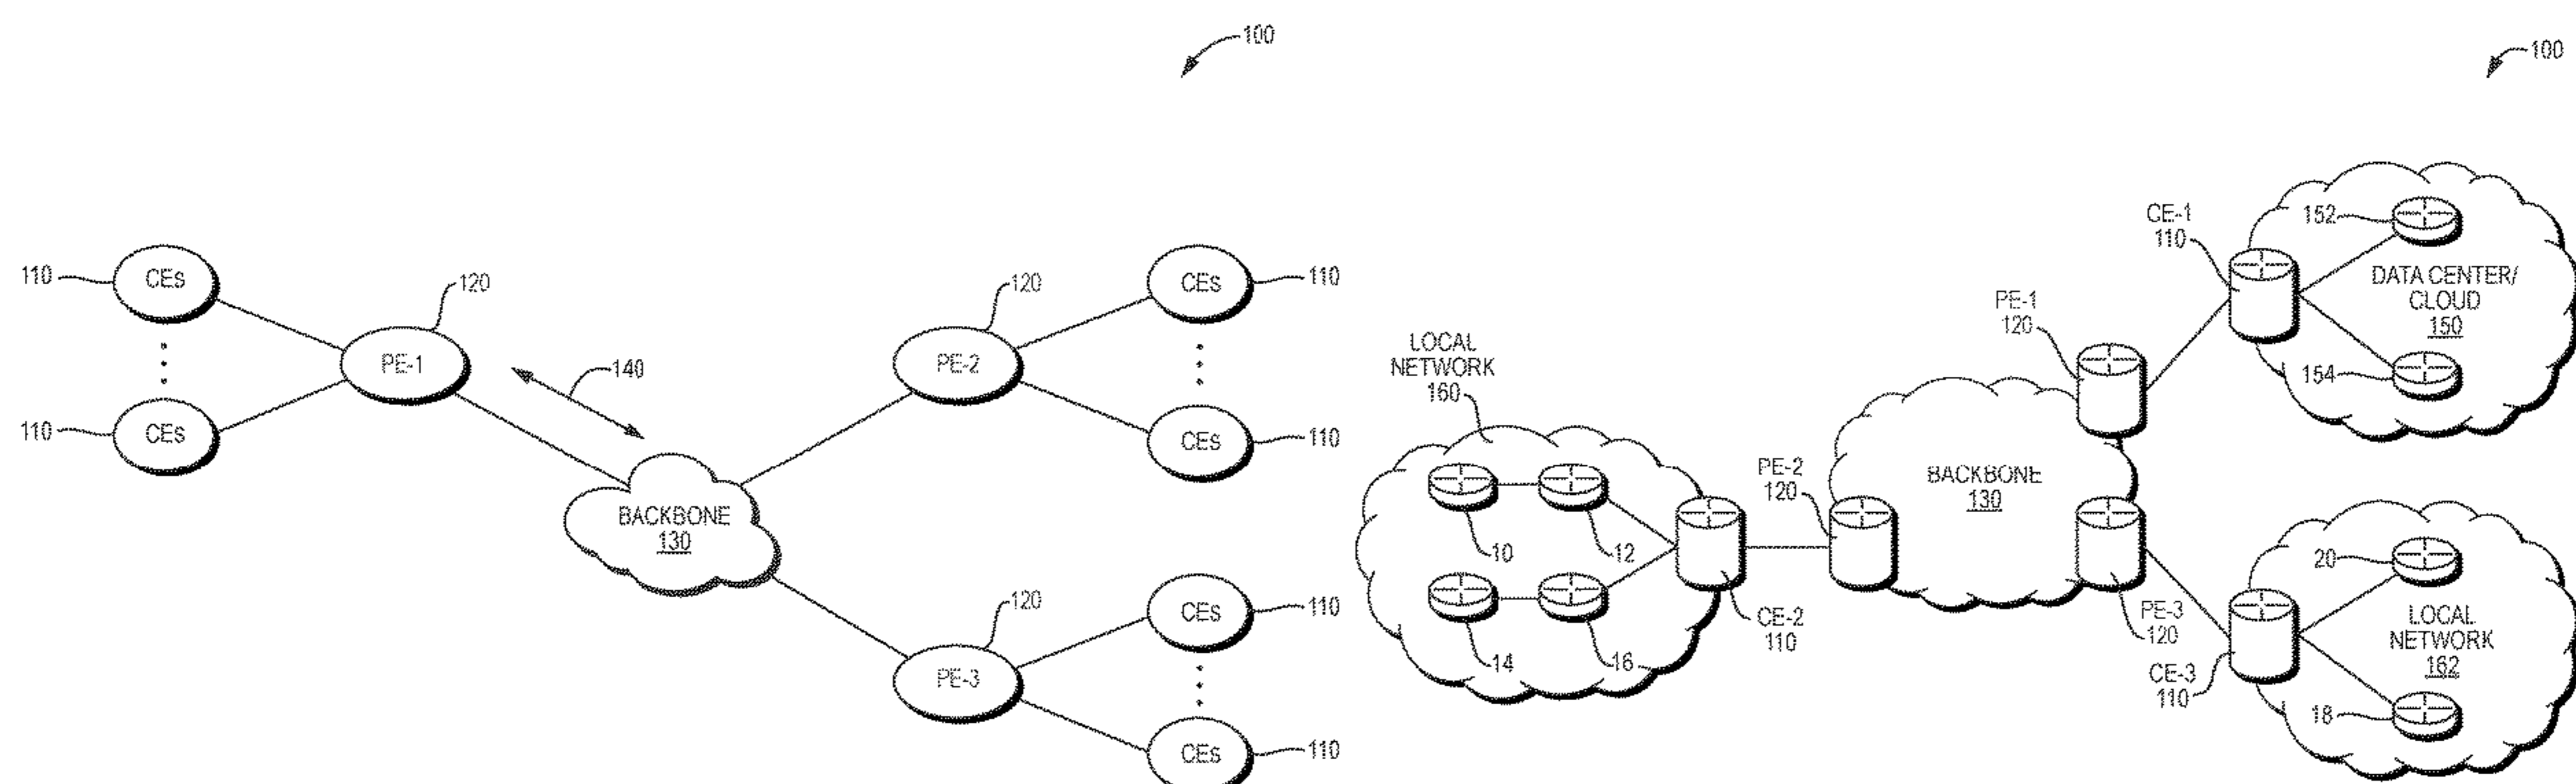 100
110
CEs
120
PE-1
110
CEs
140
120
PE-2
CEs
110
CEs
110
BACKBONE
130
120
PE-3
CEs
110
CEs
110
100
LOCAL
NETWORK
160
10
12
14
16
CE-2
110
PE-2
120
BACKBONE
130
PE-1
120
PE-3
120
CE-1
110
152
DATA CENTER/
CLOUD
150
154
CE-3
110
20
LOCAL
NETWORK
162
18